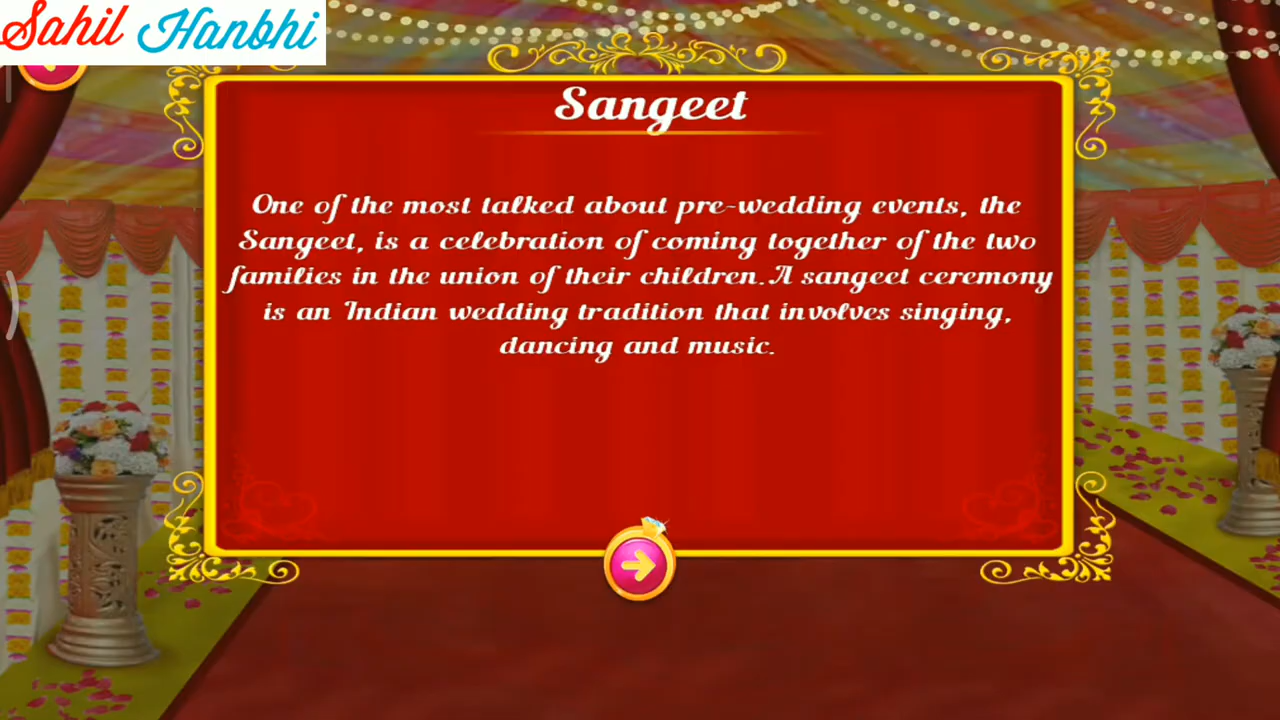 Sahil Hanbhi
Sangeet
One of the most talked about pre-wedding events, the
Sangeet, is a celebration of coming together of the two
families in the union of their children.A sangeet ceremony
is an Indian wedding tradition that involves singing,
dancing and music.